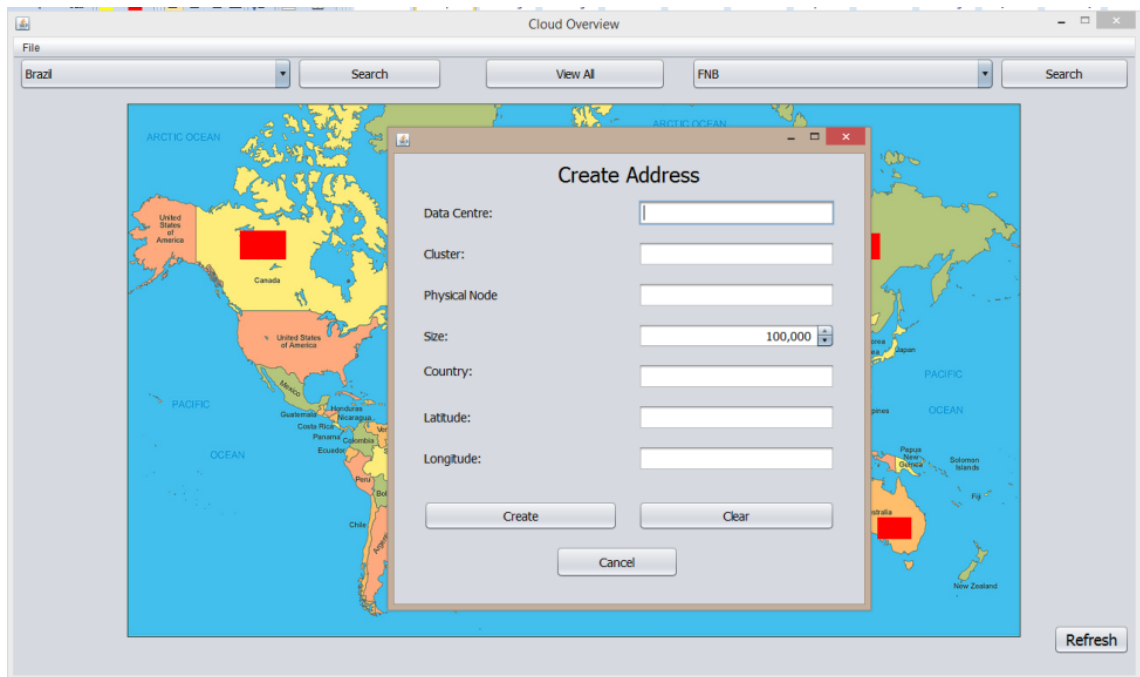 Cloud Overview
File
Brazil Search View All FNB Search
ARCTIC OCEAN
ARCTIC OCEAN
Create Address
Data Centre:
Cluster:
Physical Node
Size: 100,000
Country:
Latitude:
Longitude:
Create Clear
Cancel
United
States
of
America
Canada
United States
of America
Mexico
PACIFIC
OCEAN
Honduras
Guatemala
Nicaragua
Costa Rica
Panama
Colombia
Ecuador
Peru
Chile
Japan
PACIFIC
OCEAN
Papua
New
Guinea
Solomon
Islands
Fiji
New Zealand
Refresh